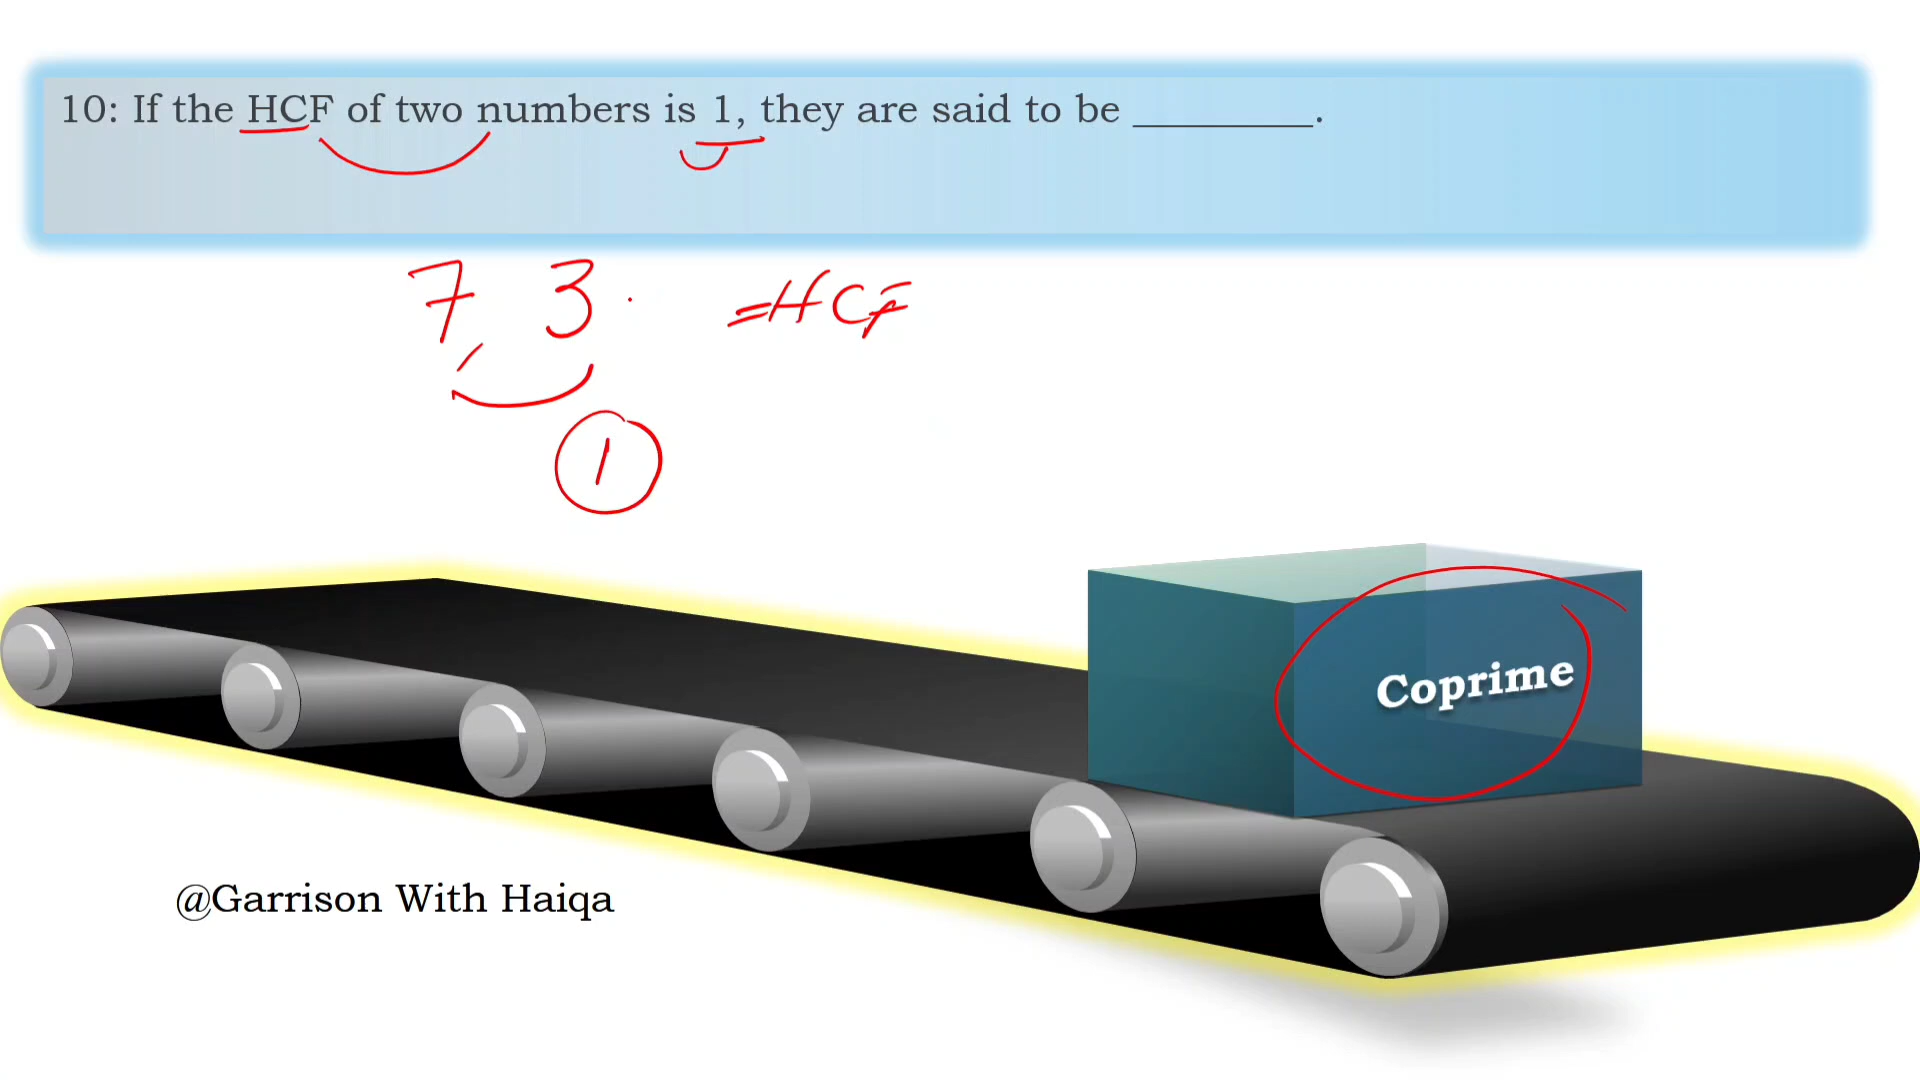 10: If the HCF of two numbers is 1, they are said to be _________.
7 3 =HCF
1
Coprime
@Garrison With Haiqa